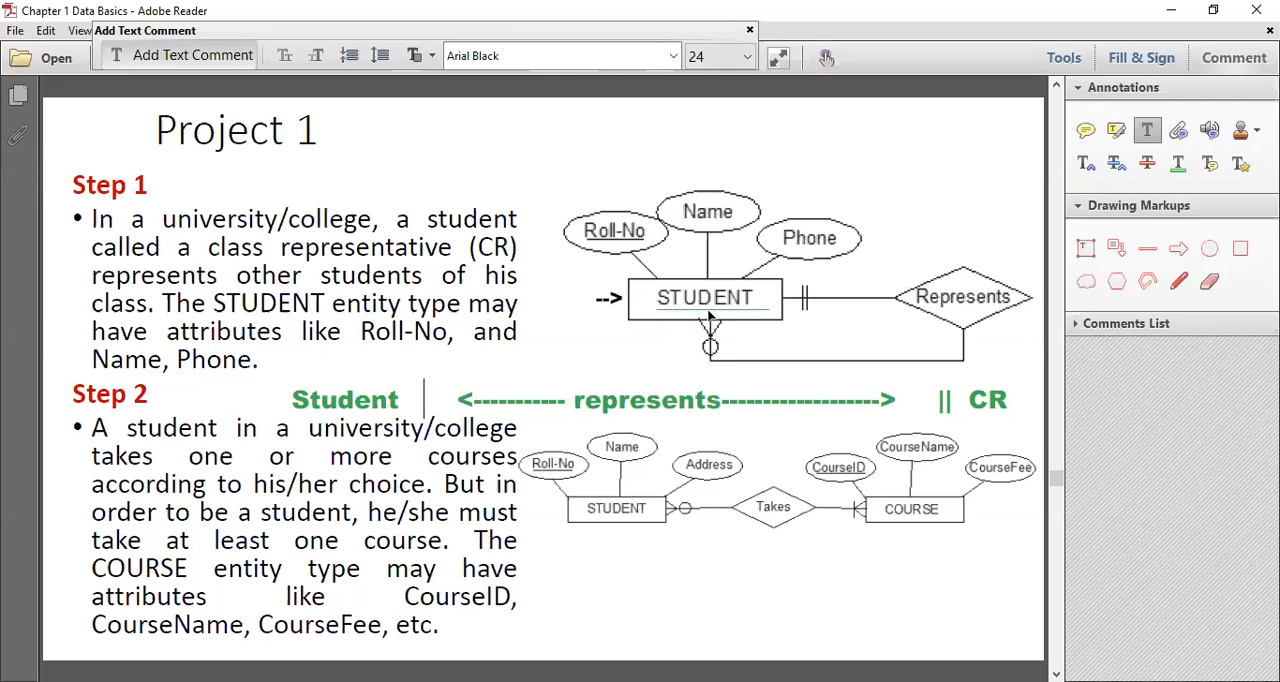 Chapter 1 Data Basics - Adobe Reader
File Edit View Add Text Comment
Open
T Add Text Comment
Arial Black
24
Tools
Fill & Sign
Comment
Annotations
Drawing Markups
Comments List
Project 1
Step 1
• In a university/college, a student
called a class representative (CR)
represents other students of his
class. The STUDENT entity type may
have attributes like Roll-No, and
Name, Phone.
Roll-No
Name
Phone
--> STUDENT
Represents
Step 2
Student <----------- represents-------------------> || CR
• A student in a university/college
takes one or more courses
according to his/her choice. But in
order to be a student, he/she must
take at least one course. The
COURSE entity type may have
attributes like CourseID,
CourseName, CourseFee, etc.
Roll-No
Name
Address
CourseID
CourseName
CourseFee
STUDENT
Takes
COURSE